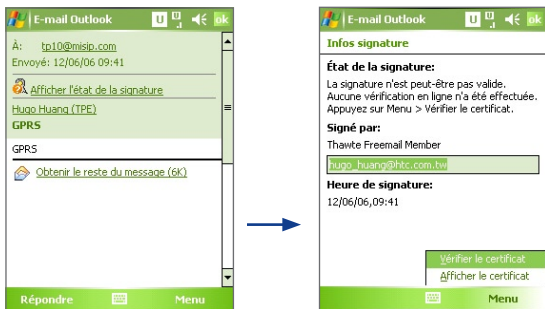 E-mail Outlook
U
ok
À: tp10@misip.com
Envoyé: 12/06/06 09:41
Afficher l'état de la signature
Hugo Huang (TPE)
GPRS
GPRS
Obtenir le reste du message (6K)
Répondre
Menu
E-mail Outlook
U
ok
Infos signature
État de la signature:
La signature n'est peut-être pas valide.
Aucune vérification en ligne n'a été effectuée.
Appuyez sur Menu > Vérifier le certificat.
Signé par:
Thawte Freemail Member
hugo_huang@htc.com.tw
Heure de signature:
12/06/06,09:41
Vérifier le certificat
Afficher le certificat
Menu